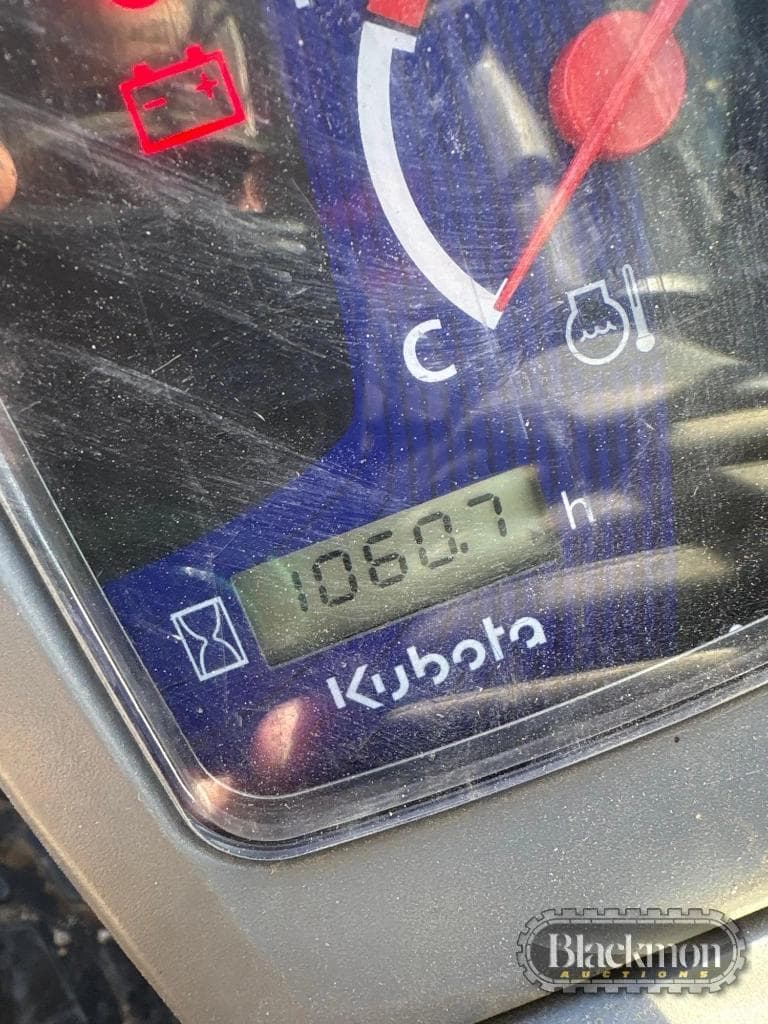 C
1060.7 h
Kubota
Blackmon
AUCTIONS